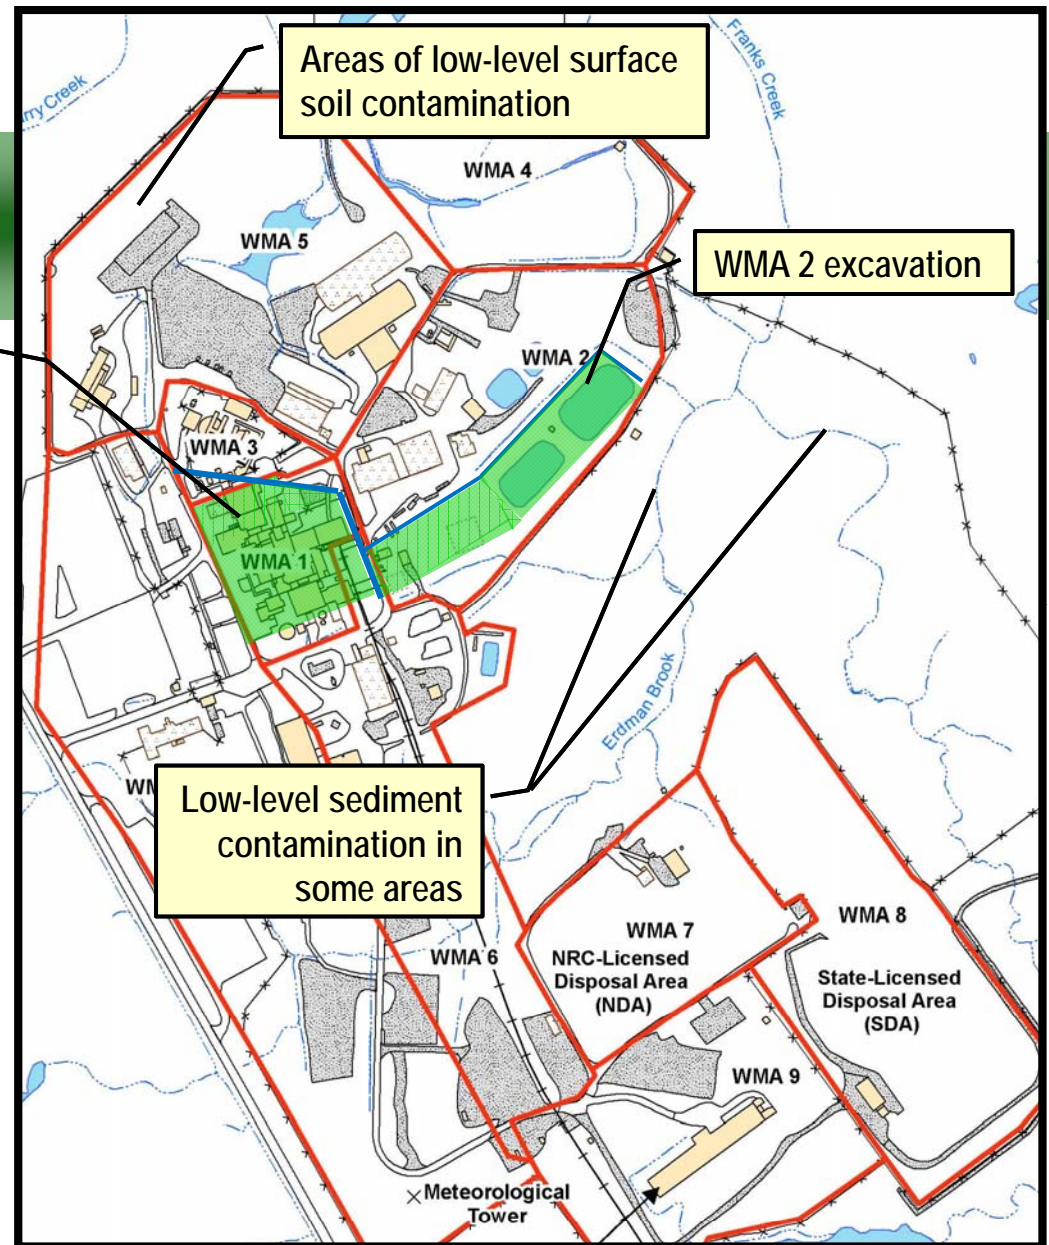 Areas of low-level surface
soil contamination
Franks Creek
Creek
WMA 4
WMA 5
WMA 2 excavation
WMA 2
WMA 3
WMA 1
Erdman Brook
Low-level sediment
contamination in
some areas
WMA 8
WMA 7
NRC-Licensed
Disposal Area
(NDA)
WMA 6
State-Licensed
Disposal Area
(SDA)
WMA 9
Meteorological
Tower